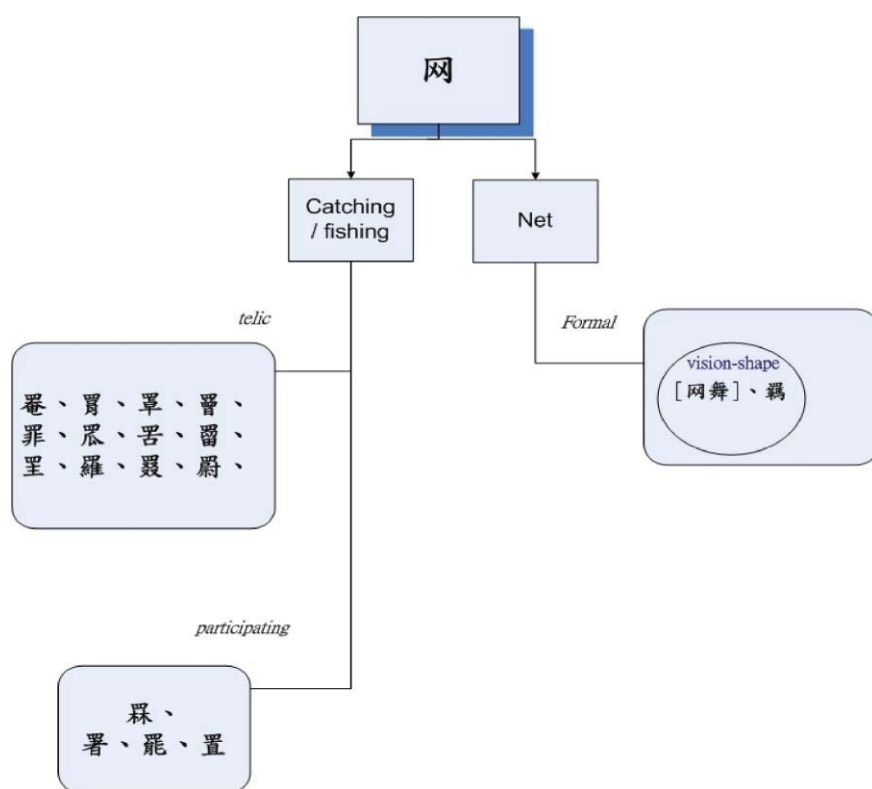 网
Catching
/ fishing
Net
telic
Formal
罨、罥、罩、罾、
罪、罛、罟、罶、
罜、羅、罬、罻、
vision-shape
[网舞]、羈
participating
罧、
署、罷、置